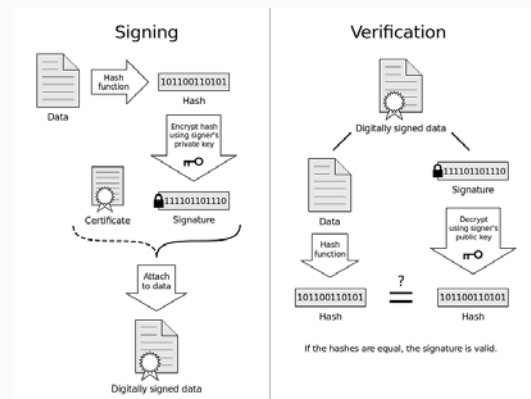 Signing
Data
Hash
function
101100110101
Hash
Encrypt hash
using signer's
private key
Certificate
111101101110
Signature
Attach
to data
Digitally signed data
Verification
Digitally signed data
Data
111101101110
Signature
Hash
function
Decrypt
using signer's
public key
101100110101
Hash
?
=
101100110101
Hash
If the hashes are equal, the signature is valid.